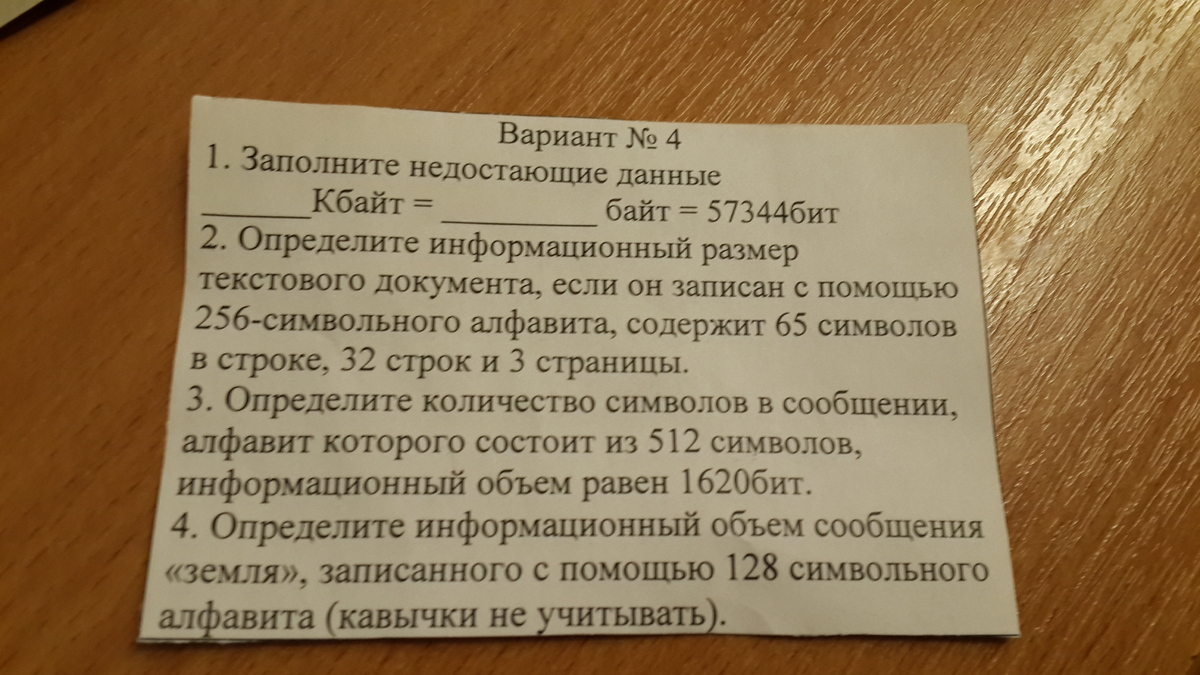 Вариант № 4
1. Заполните недостающие данные
______Кбайт = _________ байт = 57344бит
2. Определите информационный размер
текстового документа, если он записан с помощью
256-символьного алфавита, содержит 65 символов
в строке, 32 строк и 3 страницы.
3. Определите количество символов в сообщении,
алфавит которого состоит из 512 символов,
информационный объем равен 1620бит.
4. Определите информационный объем сообщения
«земля», записанного с помощью 128 символьного
алфавита (кавычки не учитывать).